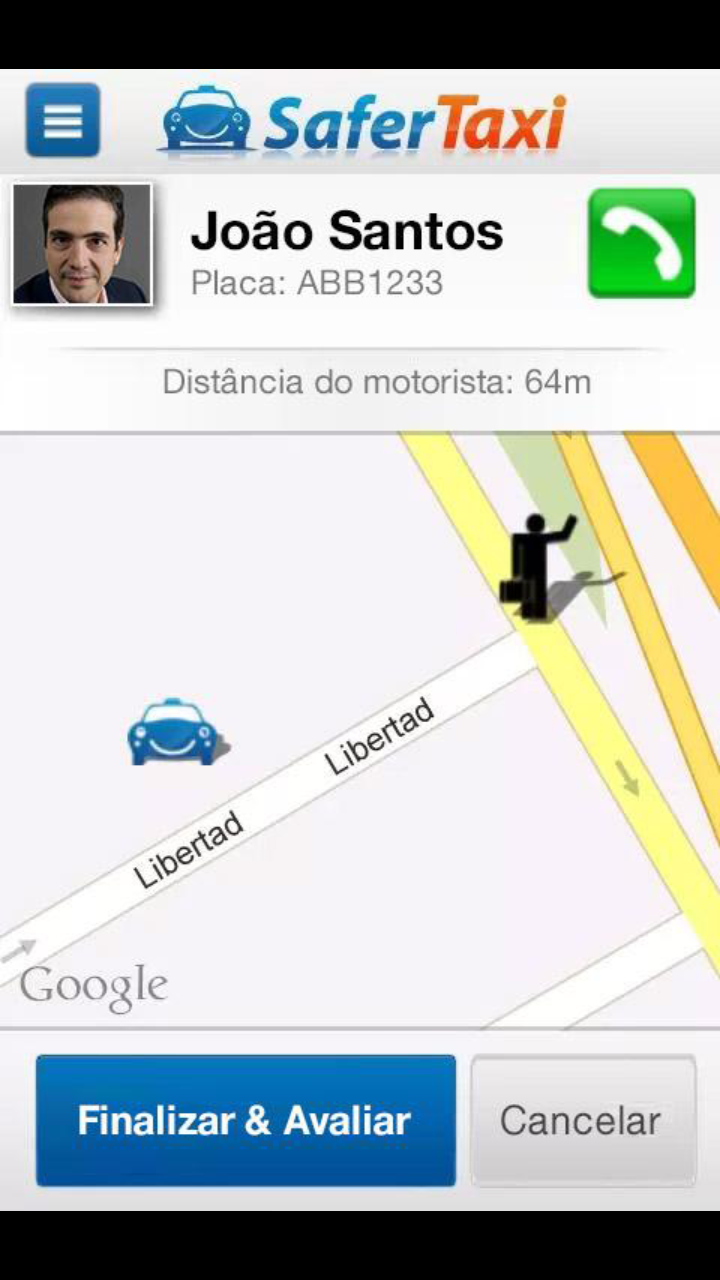 SaferTaxi
João Santos
Placa: ABB1233
Distância do motorista: 64m
Libertad
Libertad
Google
Finalizar & Avaliar
Cancelar